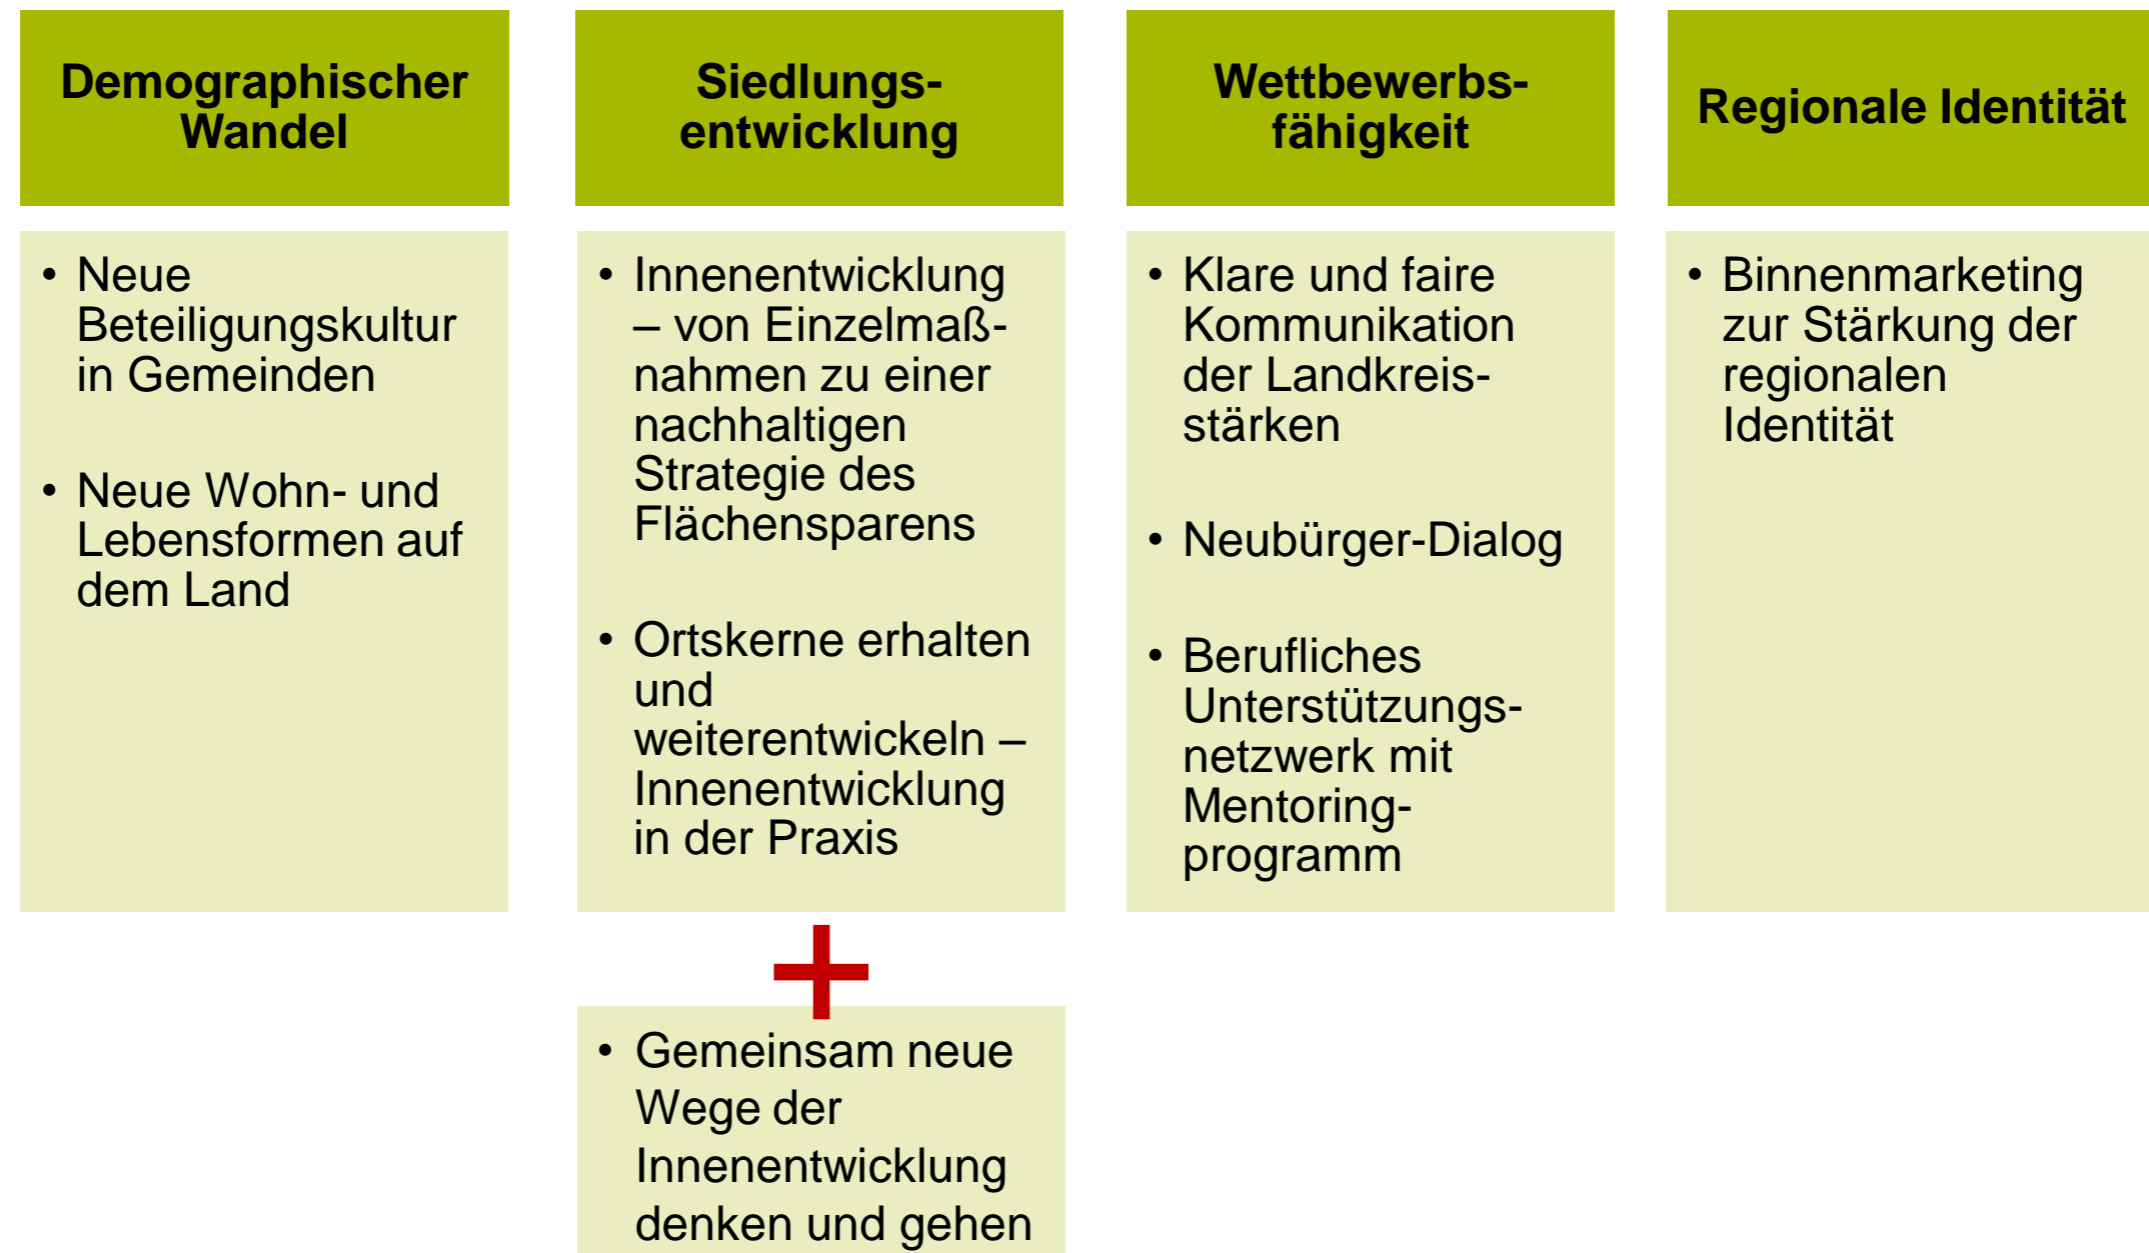 Demographischer
Wandel
• Neue
Beteiligungskultur
in Gemeinden
• Neue Wohn- und
Lebensformen auf
dem Land
Siedlungs-
entwicklung
• Innenentwicklung
– von Einzelmaß-
nahmen zu einer
nachhaltigen
Strategie des
Flächensparens
• Ortskerne erhalten
und
weiterentwickeln –
Innenentwicklung
in der Praxis
• Gemeinsam neue
Wege der
Innenentwicklung
denken und gehen
Wettbewerbs-
fähigkeit
• Klare und faire
Kommunikation
der Landkreis-
stärken
• Neubürger-Dialog
• Berufliches
Unterstützungs-
netzwerk mit
Mentoring-
programm
Regionale Identität
• Binnenmarketing
zur Stärkung der
regionalen
Identität